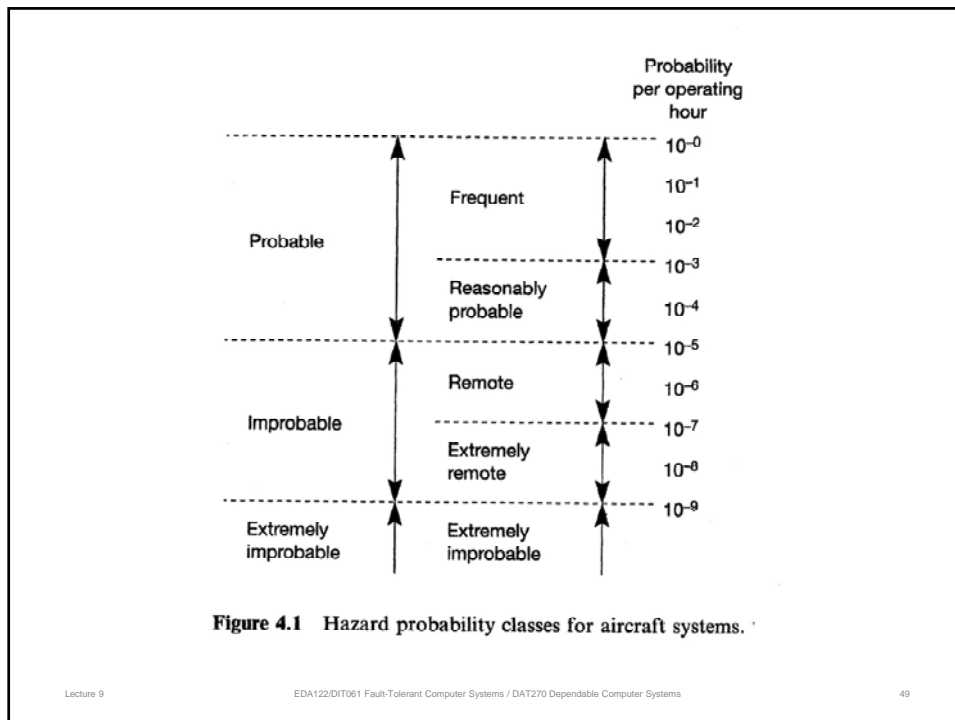 Probability
per operating
hour
10⁻⁰
10⁻¹
Frequent
10⁻²
Probable
10⁻³
Reasonably
probable
10⁻⁴
10⁻⁵
Remote
10⁻⁶
Improbable
10⁻⁷
Extremely
remote
10⁻⁸
10⁻⁹
Extremely
improbable
Extremely
improbable
Figure 4.1 Hazard probability classes for aircraft systems.
Lecture 9
EDA122/DIT061 Fault-Tolerant Computer Systems / DAT270 Dependable Computer Systems
49